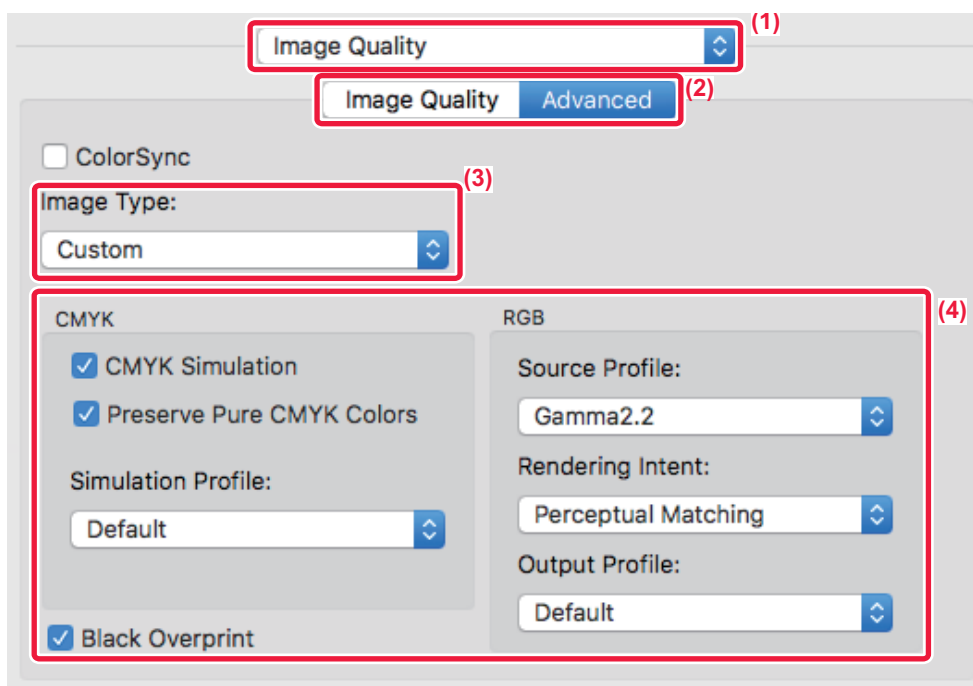 (1)
Image Quality
(2)
Image Quality Advanced
ColorSync
(3)
Image Type:
Custom
(4)
CMYK
CMYK Simulation
Preserve Pure CMYK Colors
Simulation Profile:
Default
Black Overprint
RGB
Source Profile:
Gamma2.2
Rendering Intent:
Perceptual Matching
Output Profile:
Default